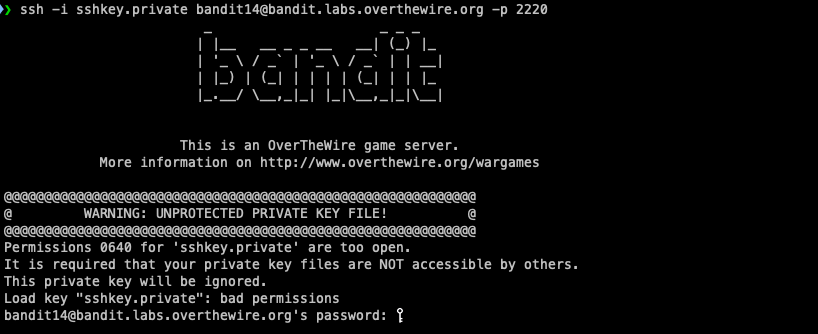 ❯ ssh -i sshkey.private bandit14@bandit.labs.overthewire.org -p 2220
bandit
This is an OverTheWire game server.
More information on http://www.overthewire.org/wargames
@@@@@@@@@@@@@@@@@@@@@@@@@@@@@@@@@@@@@@@@@@@@@@@@@@@@@@@@@@@
@         WARNING: UNPROTECTED PRIVATE KEY FILE!          @
@@@@@@@@@@@@@@@@@@@@@@@@@@@@@@@@@@@@@@@@@@@@@@@@@@@@@@@@@@@
Permissions 0640 for 'sshkey.private' are too open.
It is required that your private key files are NOT accessible by others.
This private key will be ignored.
Load key "sshkey.private": bad permissions
bandit14@bandit.labs.overthewire.org's password: